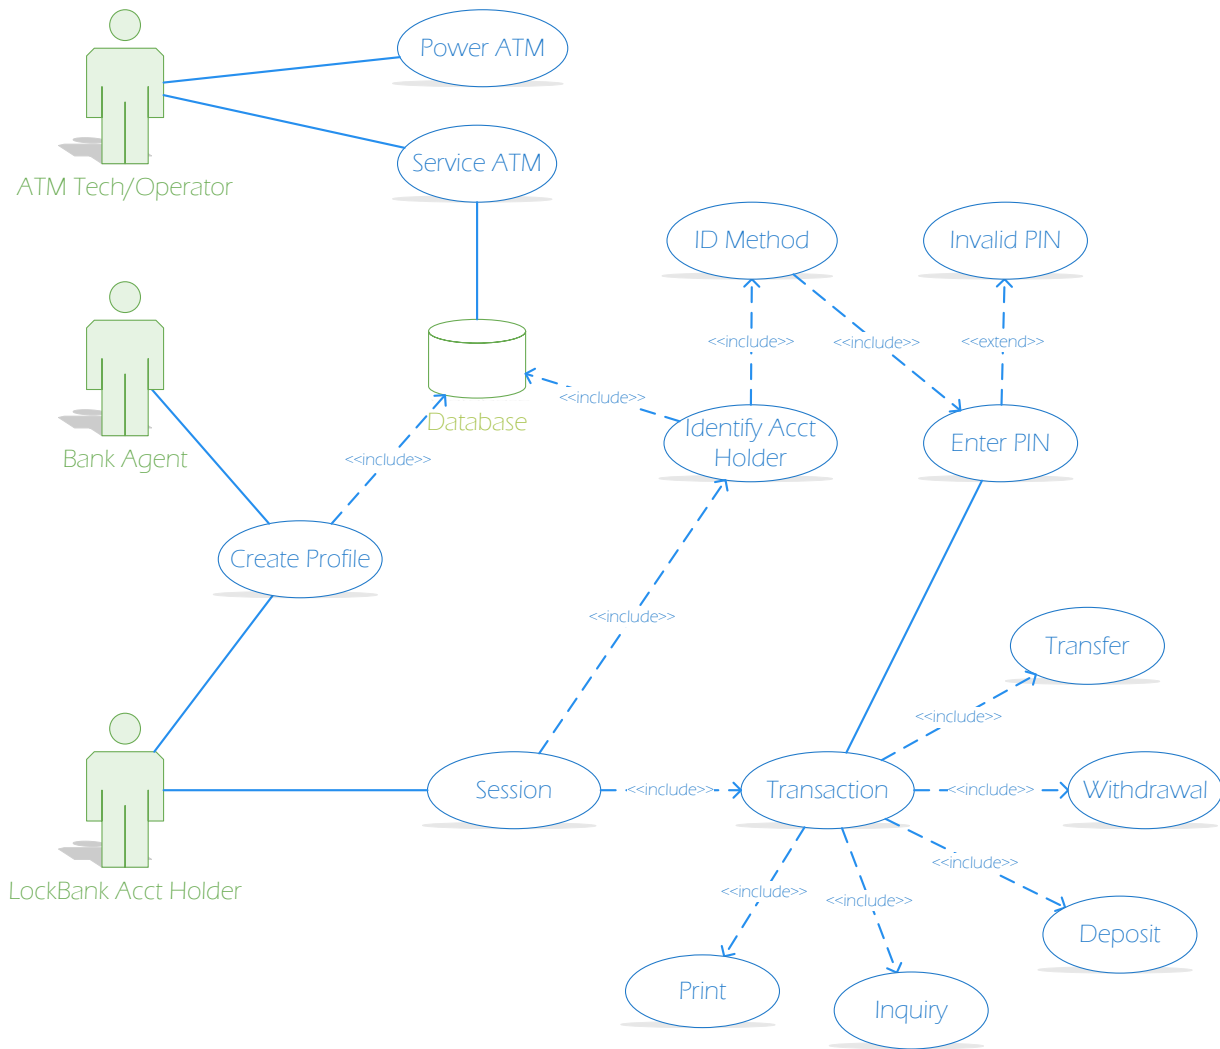 Power ATM
Service ATM
ATM Tech/Operator
ID Method
Invalid PIN
<<include>>
<<include>>
<<extend>>
<<include>>
Database
Identify Acct
Holder
Enter PIN
Bank Agent
<<include>>
Create Profile
<<include>>
Transfer
<<include>>
Session
<<include>>
Transaction
<<include>>
Withdrawal
LockBank Acct Holder
<<include>>
<<include>>
<<include>>
Deposit
Print
Inquiry